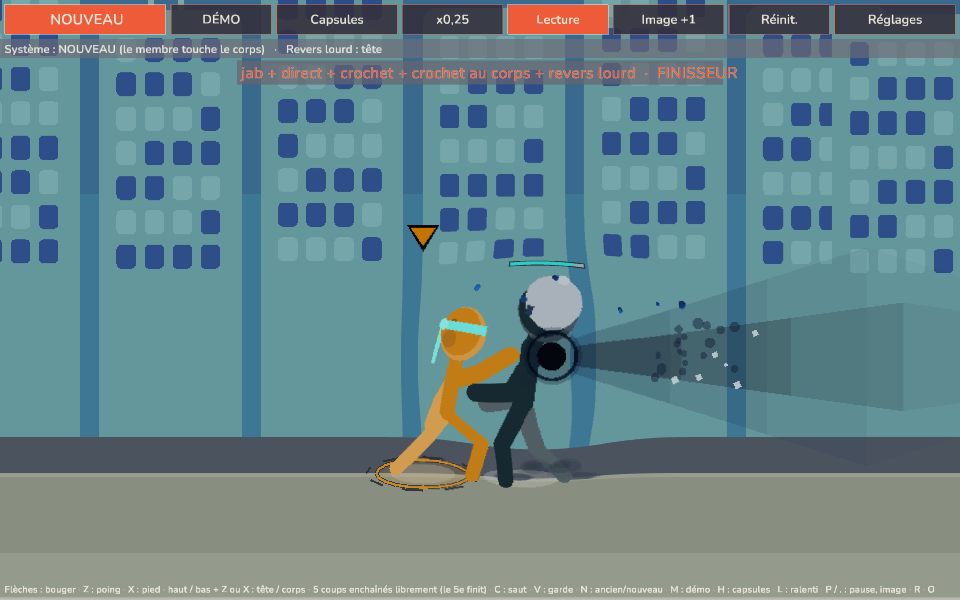 NOUVEAU DÉMO Capsules x0,25 Lecture Image +1 Réinit. Réglages
Système : NOUVEAU (le membre touche le corps) · Revers lourd : tête
jab + direct + crochet + crochet au corps + revers lourd · FINISSEUR
Flèches : bouger Z : poing X : pied haut / bas + Z ou X : tête / corps 5 coups enchaînés librement (le 5e finit) C : saut V : garde N : ancien/nouveau M : démo H : capsules L : ralenti P / . : pause, image R O